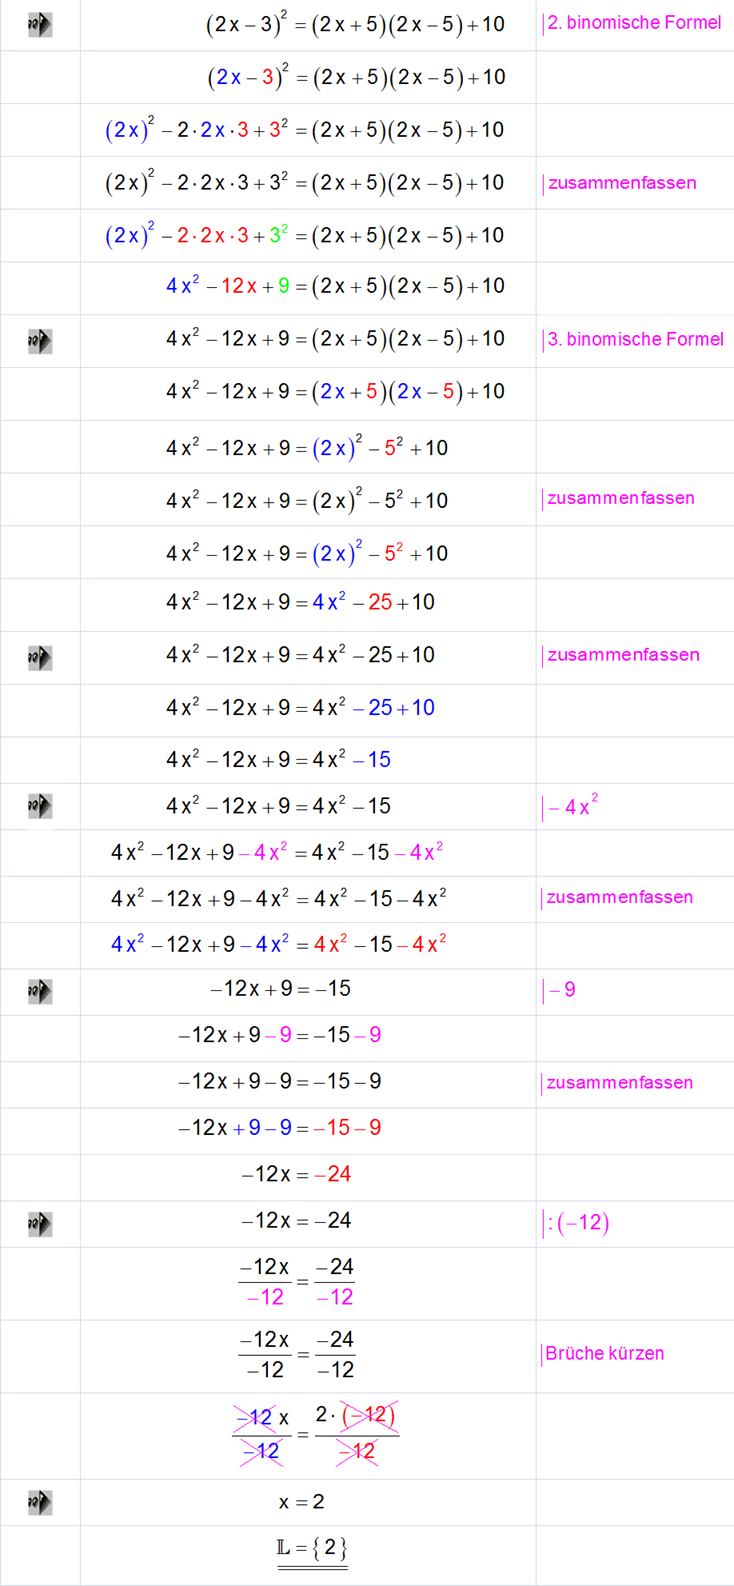 (2x − 3)² = (2x + 5)(2x − 5) + 10 |2. binomische Formel
(2x − 3)² = (2x + 5)(2x − 5) + 10
(2x)² − 2 · 2x · 3 + 3² = (2x + 5)(2x − 5) + 10
(2x)² − 2 · 2x · 3 + 3² = (2x + 5)(2x − 5) + 10 |zusammenfassen
(2x)² − 2 · 2x · 3 + 3² = (2x + 5)(2x − 5) + 10
4x² − 12x + 9 = (2x + 5)(2x − 5) + 10
4x² − 12x + 9 = (2x + 5)(2x − 5) + 10 |3. binomische Formel
4x² − 12x + 9 = (2x + 5)(2x − 5) + 10
4x² − 12x + 9 = (2x)² − 5² + 10
4x² − 12x + 9 = (2x)² − 5² + 10 |zusammenfassen
4x² − 12x + 9 = (2x)² − 5² + 10
4x² − 12x + 9 = 4x² − 25 + 10
4x² − 12x + 9 = 4x² − 25 + 10 |zusammenfassen
4x² − 12x + 9 = 4x² − 25 + 10
4x² − 12x + 9 = 4x² − 15
4x² − 12x + 9 = 4x² − 15 |− 4x²
4x² − 12x + 9 − 4x² = 4x² − 15 − 4x²
4x² − 12x + 9 − 4x² = 4x² − 15 − 4x² |zusammenfassen
4x² − 12x + 9 − 4x² = 4x² − 15 − 4x²
−12x + 9 = −15 |− 9
−12x + 9 − 9 = −15 − 9
−12x + 9 − 9 = −15 − 9 |zusammenfassen
−12x + 9 − 9 = −15 − 9
−12x = −24
−12x = −24 |: (−12)
−12x / −12 = −24 / −12
−12x / −12 = −24 / −12 |Brüche kürzen
−12 x / −12 = 2 · (−12) / −12
x = 2
𝕃 = {2}